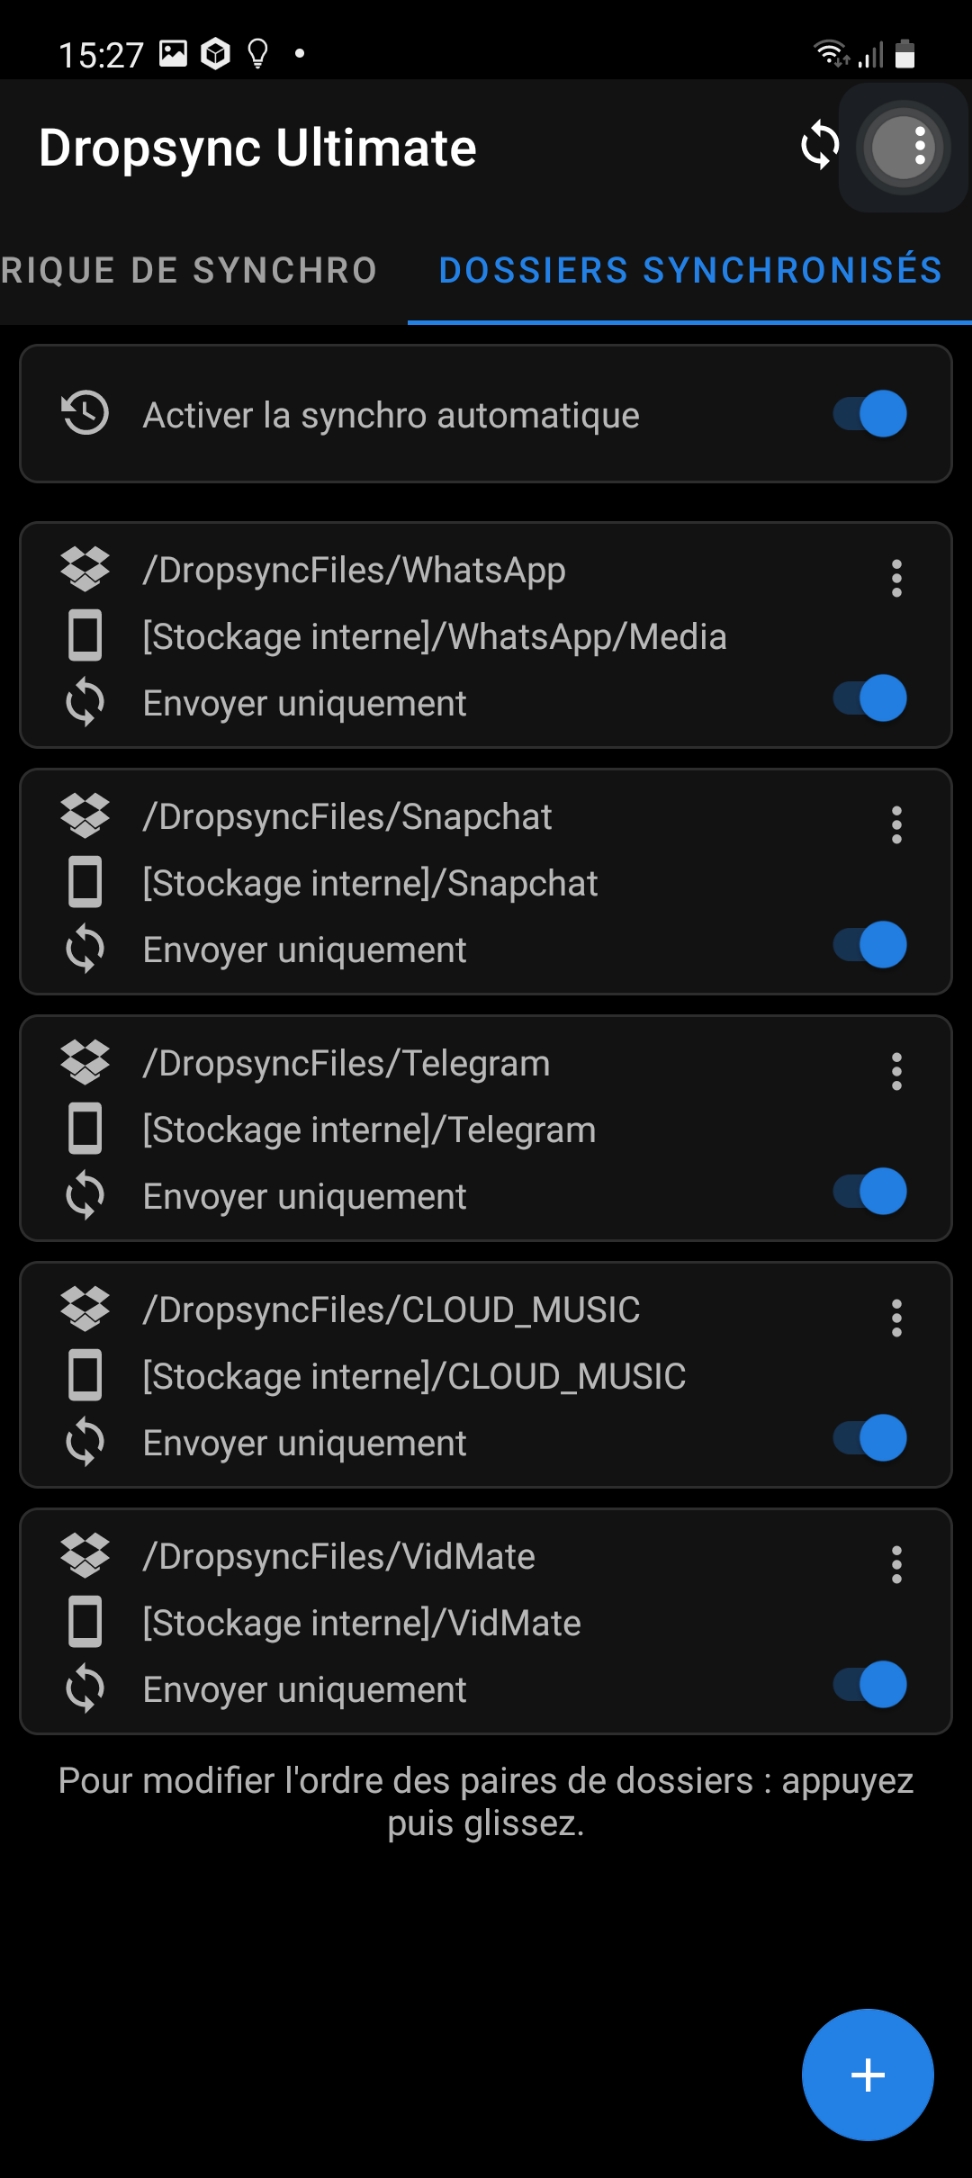 15:27
Dropsync Ultimate
RIQUE DE SYNCHRO
DOSSIERS SYNCHRONISÉS
Activer la synchro automatique
/DropsyncFiles/WhatsApp
[Stockage interne]/WhatsApp/Media
Envoyer uniquement
/DropsyncFiles/Snapchat
[Stockage interne]/Snapchat
Envoyer uniquement
/DropsyncFiles/Telegram
[Stockage interne]/Telegram
Envoyer uniquement
/DropsyncFiles/CLOUD_MUSIC
[Stockage interne]/CLOUD_MUSIC
Envoyer uniquement
/DropsyncFiles/VidMate
[Stockage interne]/VidMate
Envoyer uniquement
Pour modifier l'ordre des paires de dossiers : appuyez
puis glissez.